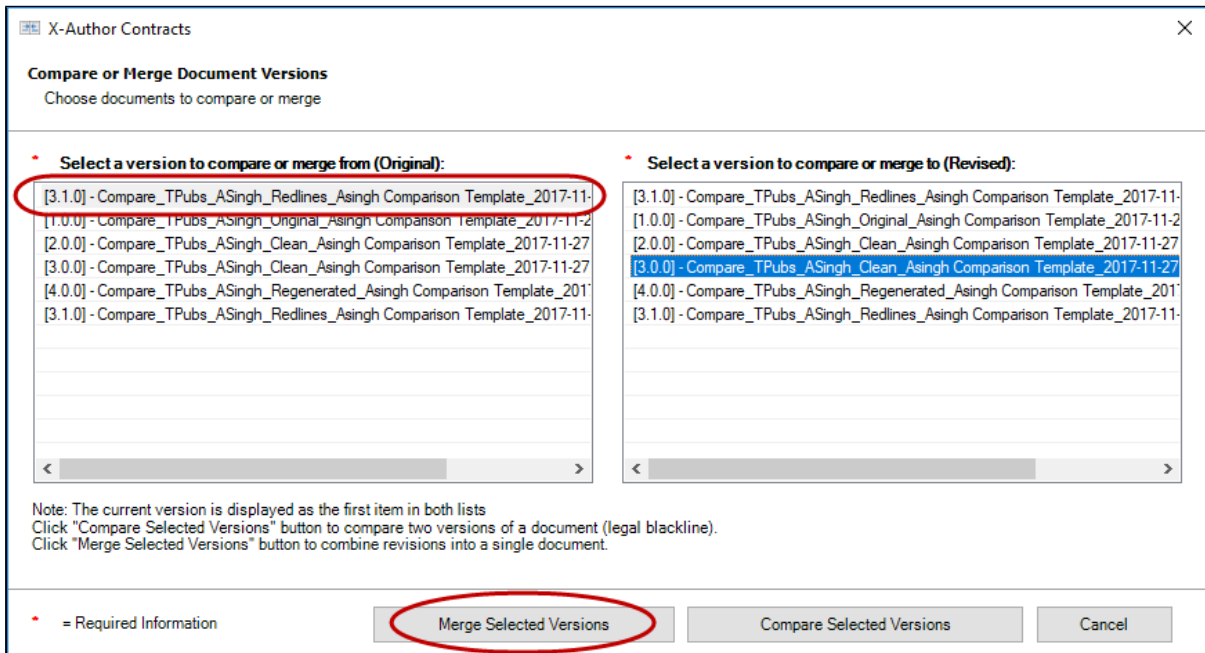 X-Author Contracts
Compare or Merge Document Versions
Choose documents to compare or merge
* Select a version to compare or merge from (Original):
[3.1.0] - Compare_TPubs_ASingh_Redlines_Asingh Comparison Template_2017-11-
[1.0.0] - Compare_TPubs_ASingh_Original_Asingh Comparison Template_2017-11-2
[2.0.0] - Compare_TPubs_ASingh_Clean_Asingh Comparison Template_2017-11-27
[3.0.0] - Compare_TPubs_ASingh_Clean_Asingh Comparison Template_2017-11-27
[4.0.0] - Compare_TPubs_ASingh_Regenerated_Asingh Comparison Template_201
[3.1.0] - Compare_TPubs_ASingh_Redlines_Asingh Comparison Template_2017-11-
* Select a version to compare or merge to (Revised):
[3.1.0] - Compare_TPubs_ASingh_Redlines_Asingh Comparison Template_2017-11-
[1.0.0] - Compare_TPubs_ASingh_Original_Asingh Comparison Template_2017-11-2
[2.0.0] - Compare_TPubs_ASingh_Clean_Asingh Comparison Template_2017-11-27
[3.0.0] - Compare_TPubs_ASingh_Clean_Asingh Comparison Template_2017-11-27
[4.0.0] - Compare_TPubs_ASingh_Regenerated_Asingh Comparison Template_201
[3.1.0] - Compare_TPubs_ASingh_Redlines_Asingh Comparison Template_2017-11-
Note: The current version is displayed as the first item in both lists
Click "Compare Selected Versions" button to compare two versions of a document (legal blackline).
Click "Merge Selected Versions" button to combine revisions into a single document.
* = Required Information
Merge Selected Versions
Compare Selected Versions
Cancel